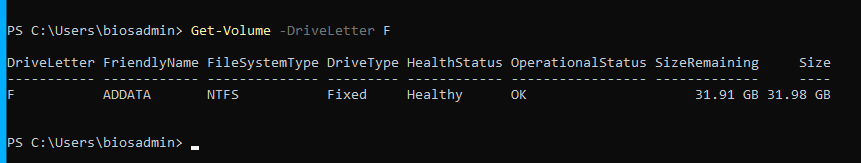 PS C:\Users\biosadmin> Get-Volume -DriveLetter F
DriveLetter FriendlyName FileSystemType DriveType HealthStatus OperationalStatus SizeRemaining     Size
----------- ------------ -------------- --------- ------------ ----------------- -------------     ----
F           ADDATA       NTFS           Fixed     Healthy      OK                     31.91 GB 31.98 GB
PS C:\Users\biosadmin>